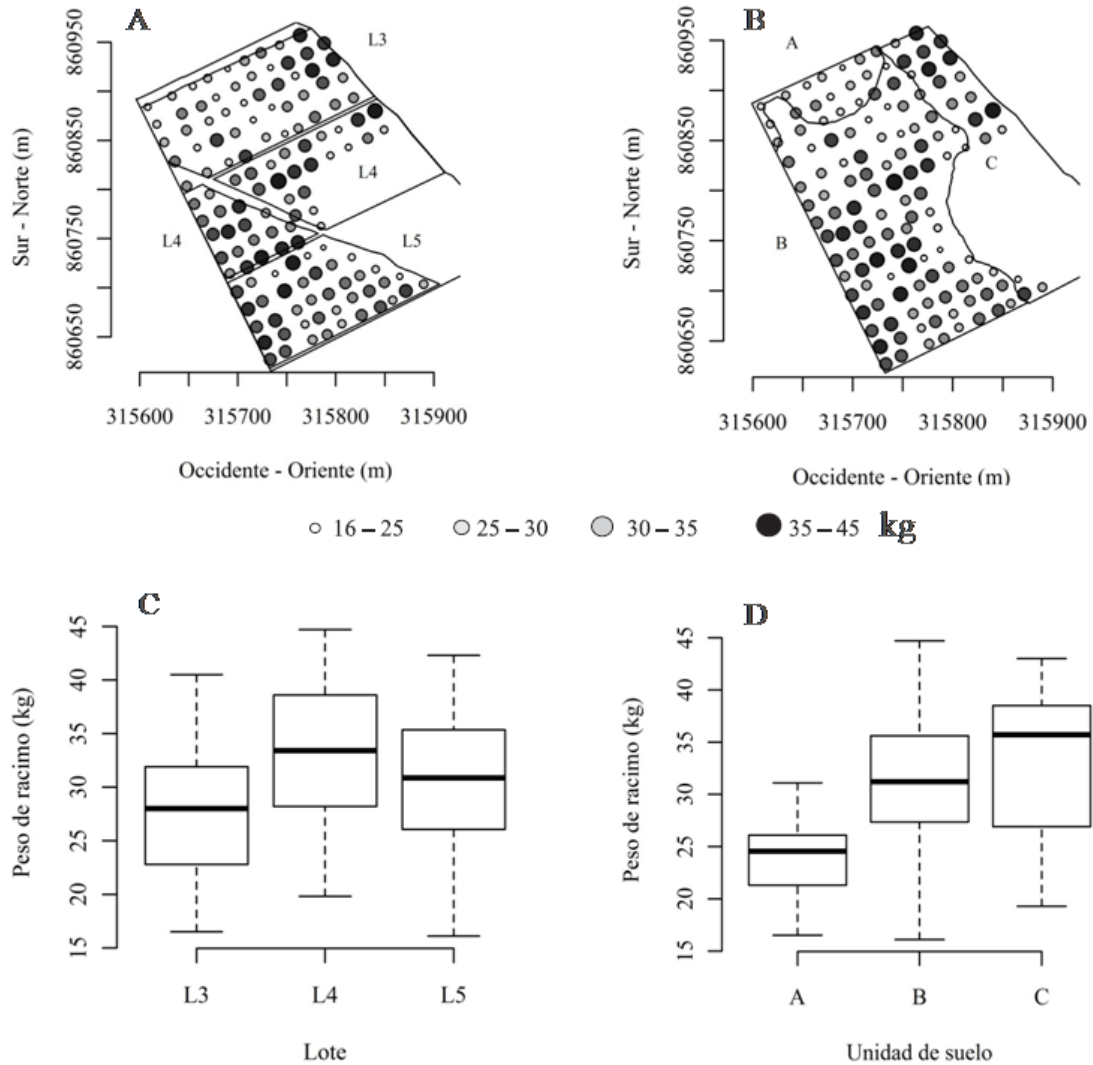 A
L3
L4
L4
L5
860950
860850
860750
860650
Sur - Norte (m)
315600 315700 315800 315900
Occidente - Oriente (m)
B
A
B
C
860950
860850
860750
860650
Sur - Norte (m)
315600 315700 315800 315900
Occidente - Oriente (m)
16 – 25 25 – 30 30 – 35 35 – 45 kg
C
45
40
35
30
25
20
15
Peso de racimo (kg)
L3 L4 L5
Lote
D
45
40
35
30
25
20
15
Peso de racimo (kg)
A B C
Unidad de suelo